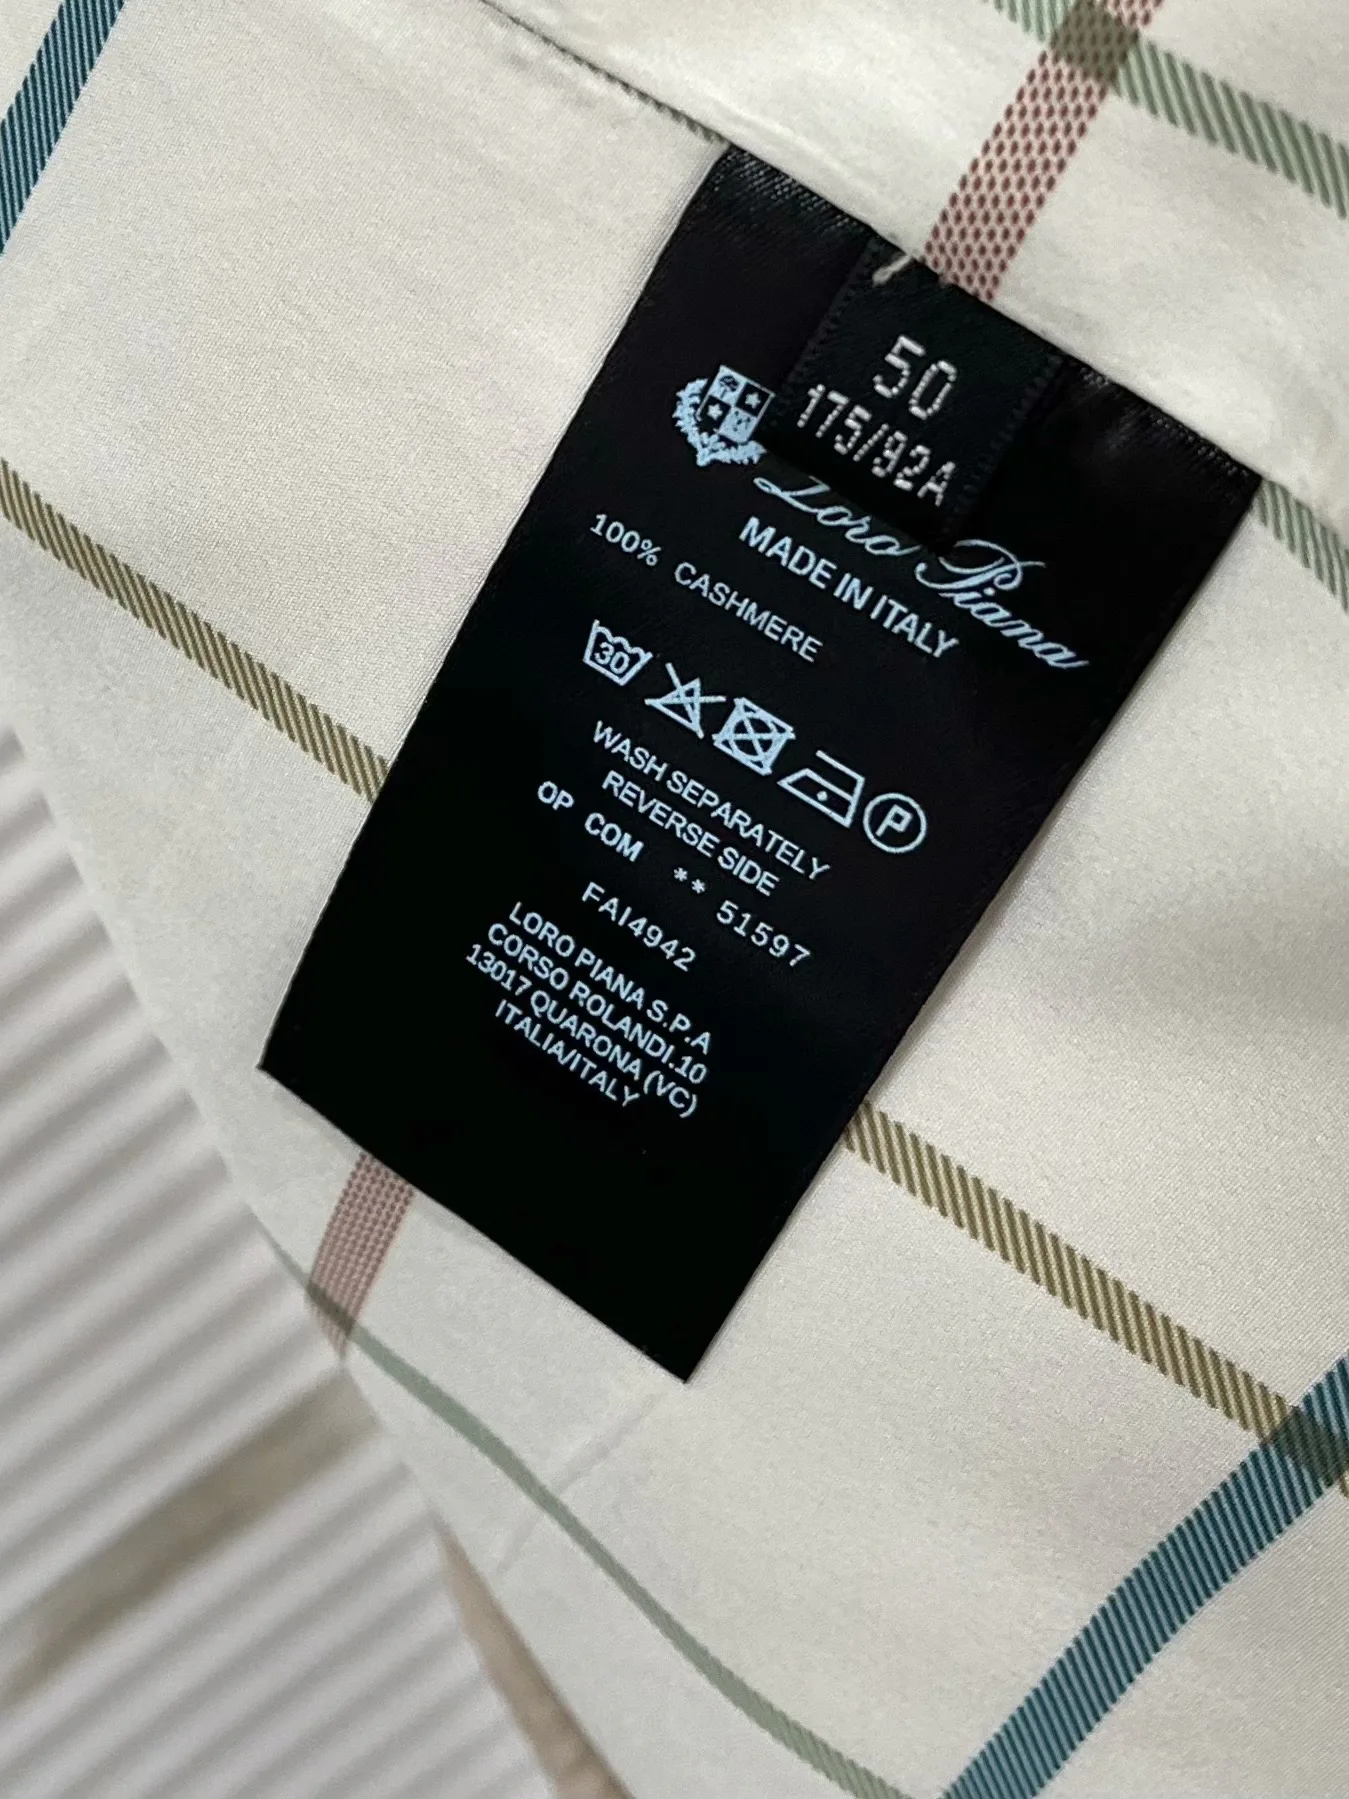 50
175/92A
Loro Piana
MADE IN ITALY
100% CASHMERE
30
P
WASH SEPARATELY
REVERSE SIDE
OP COM ** 51597
FAI4942
LORO PIANA S.P.A
CORSO ROLANDI.10
13017 QUARONA (VC)
ITALIA/ITALY